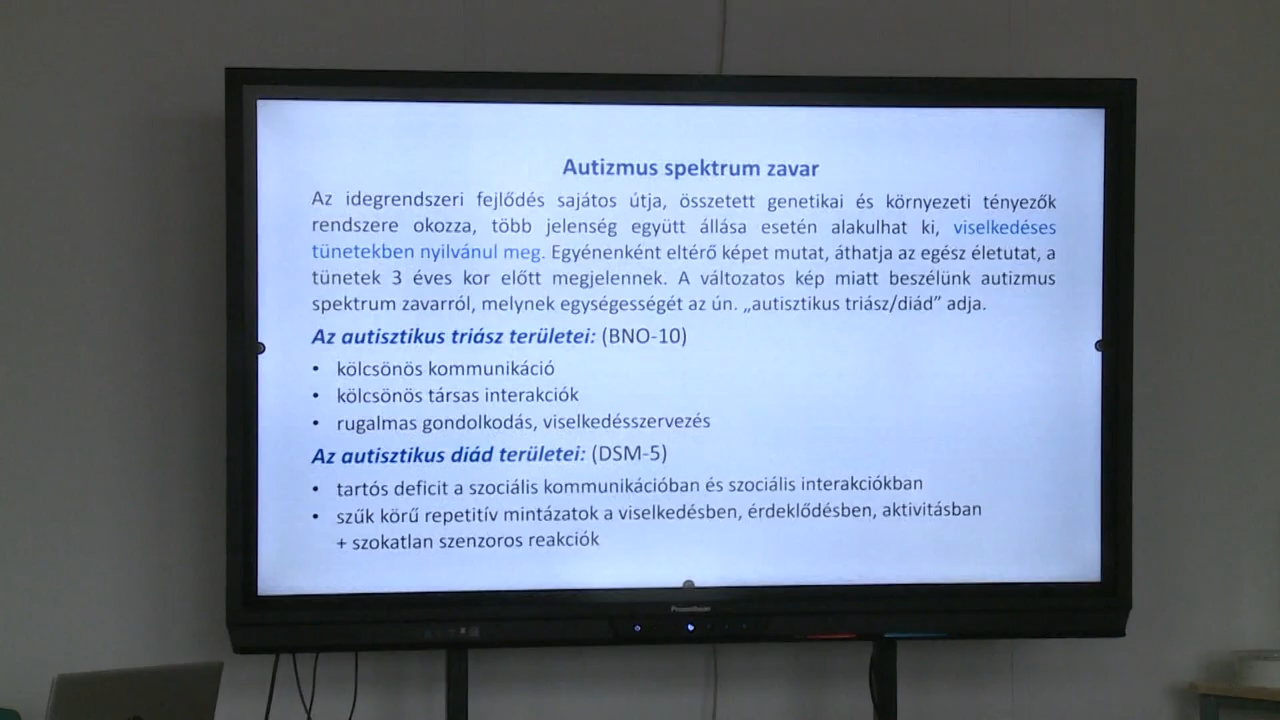 Autizmus spektrum zavar
Az idegrendszeri fejlődés sajátos útja, összetett genetikai és környezeti tényezők
rendszere okozza, több jelenség együtt állása esetén alakulhat ki, viselkedéses
tünetekben nyilvánul meg. Egyénenként eltérő képet mutat, áthatja az egész életutat, a
tünetek 3 éves kor előtt megjelennek. A változatos kép miatt beszélünk autizmus
spektrum zavarról, melynek egységességét az ún. „autisztikus triász/diád” adja.
Az autisztikus triász területei: (BNO-10)
• kölcsönös kommunikáció
• kölcsönös társas interakciók
• rugalmas gondolkodás, viselkedésszervezés
Az autisztikus diád területei: (DSM-5)
• tartós deficit a szociális kommunikációban és szociális interakciókban
• szűk körű repetitív mintázatok a viselkedésben, érdeklődésben, aktivitásban
+ szokatlan szenzoros reakciók